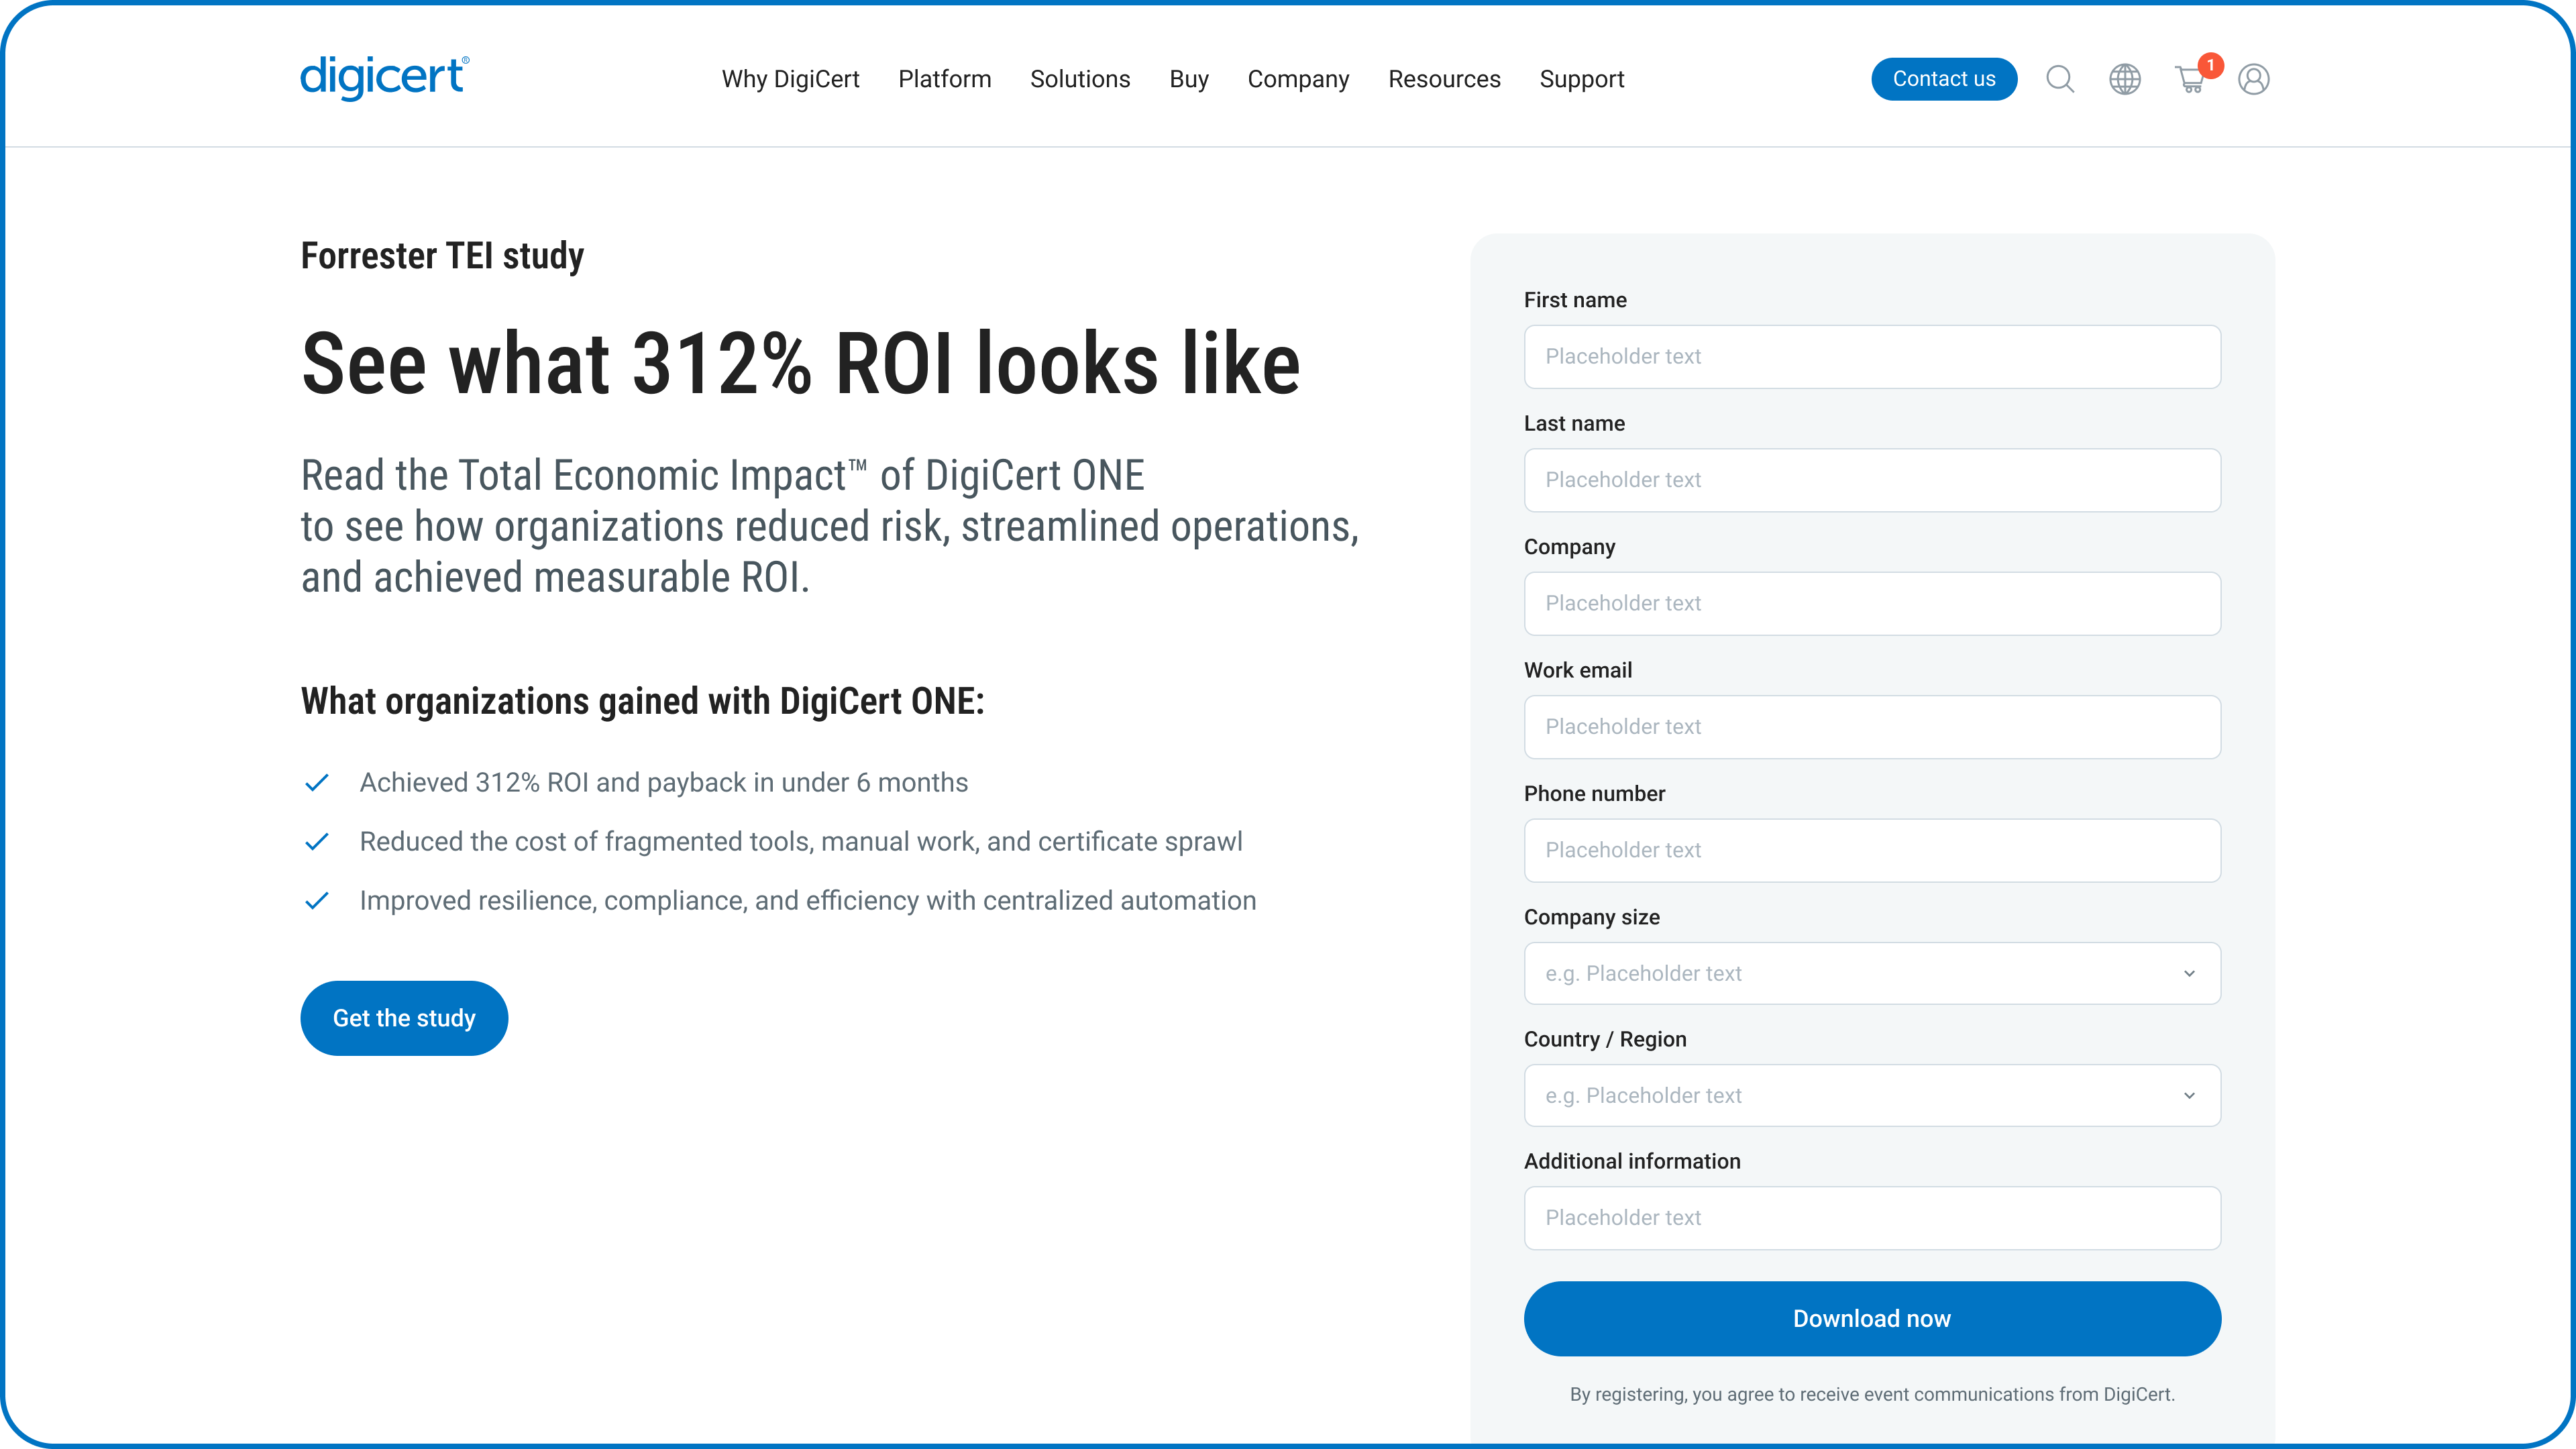 digicert®
Why DigiCert
Platform
Solutions
Buy
Company
Resources
Support
Contact us
1
Forrester TEI study
See what 312% ROI looks like
Read the Total Economic Impact™ of DigiCert ONE
to see how organizations reduced risk, streamlined operations,
and achieved measurable ROI.
What organizations gained with DigiCert ONE:
Achieved 312% ROI and payback in under 6 months
Reduced the cost of fragmented tools, manual work, and certificate sprawl
Improved resilience, compliance, and efficiency with centralized automation
Get the study
First name
Placeholder text
Last name
Placeholder text
Company
Placeholder text
Work email
Placeholder text
Phone number
Placeholder text
Company size
e.g. Placeholder text
Country / Region
e.g. Placeholder text
Additional information
Placeholder text
Download now
By registering, you agree to receive event communications from DigiCert.